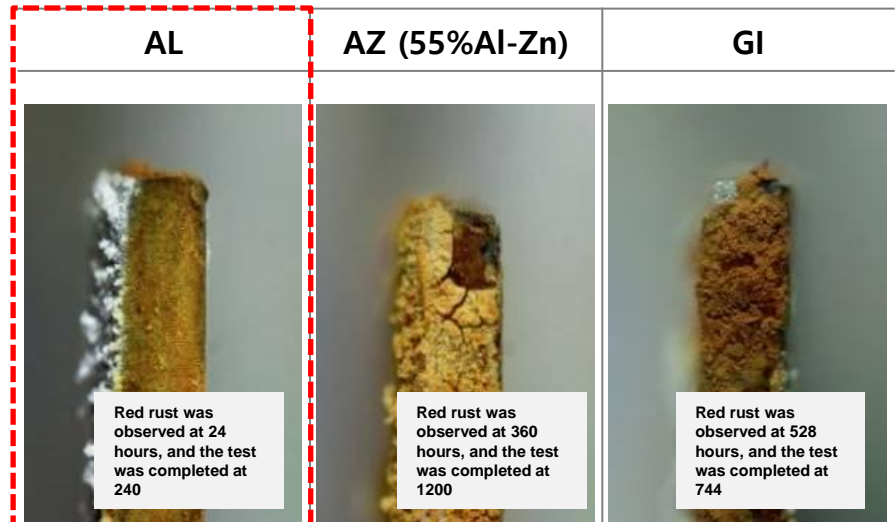 AL
AZ (55%Al-Zn)
GI
Red rust was
observed at 24
hours, and the test
was completed at
240
Red rust was
observed at 360
hours, and the test
was completed at
1200
Red rust was
observed at 528
hours, and the test
was completed at
744